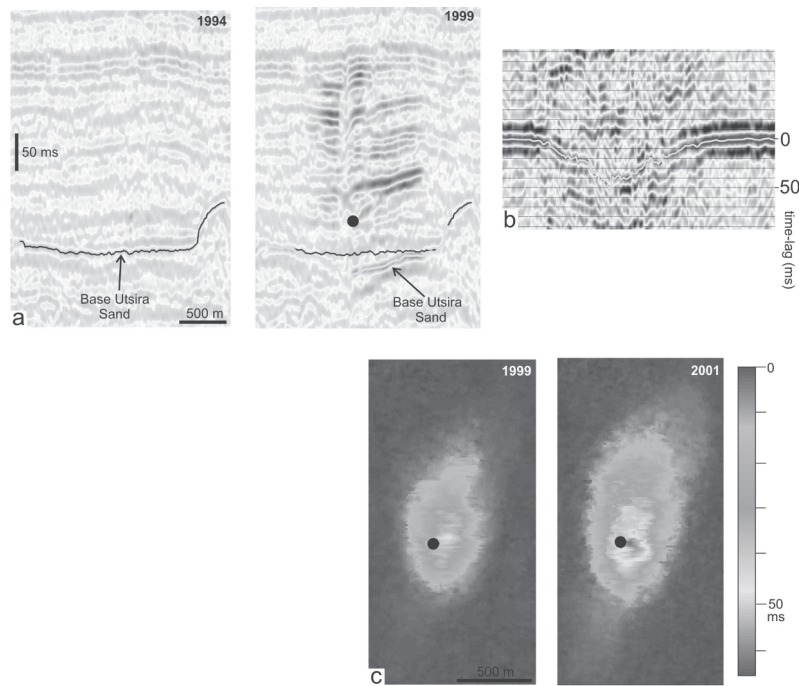 1994
50 ms
Base Utsira
Sand
500 m
a
1999
Base Utsira
Sand
0
50
time-lag (ms)
b
1999
500 m
c
2001
0
50
ms